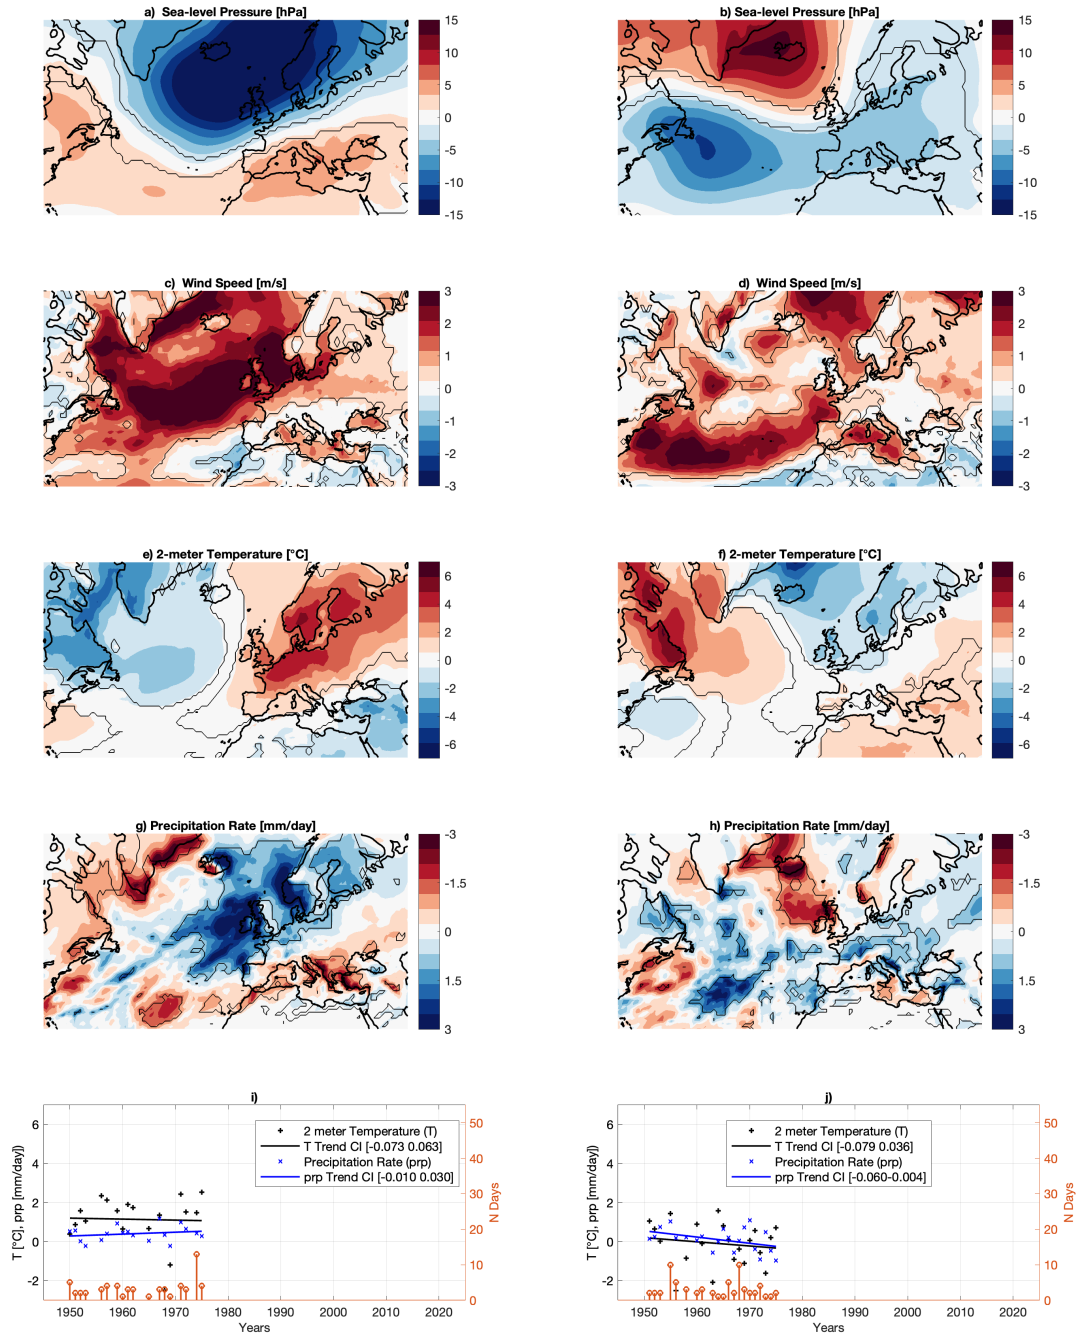 a) Sea-level Pressure [hPa]
15
10
5
0
-5
-10
-15
b) Sea-level Pressure [hPa]
15
10
5
0
-5
-10
-15
c) Wind Speed [m/s]
3
2
1
0
-1
-2
-3
d) Wind Speed [m/s]
3
2
1
0
-1
-2
-3
e) 2-meter Temperature [°C]
6
4
2
0
-2
-4
-6
f) 2-meter Temperature [°C]
6
4
2
0
-2
-4
-6
g) Precipitation Rate [mm/day]
-3
-1.5
0
1.5
3
h) Precipitation Rate [mm/day]
-3
-1.5
0
1.5
3
i)
T [°C], prp [mm/dayj]
6
4
2
0
-2
2 meter Temperature (T)
T Trend CI [-0.073 0.063]
Precipitation Rate (prp)
prp Trend CI [-0.010 0.030]
50
40
30
20
10
0
N Days
1950 1960 1970 1980 1990 2000 2010 2020
Years
j)
T [°C], prp [mm/day]
6
4
2
0
-2
2 meter Temperature (T)
T Trend CI [-0.079 0.036]
Precipitation Rate (prp)
prp Trend CI [-0.060-0.004]
50
40
30
20
10
0
N Days
1950 1960 1970 1980 1990 2000 2010 2020
Years